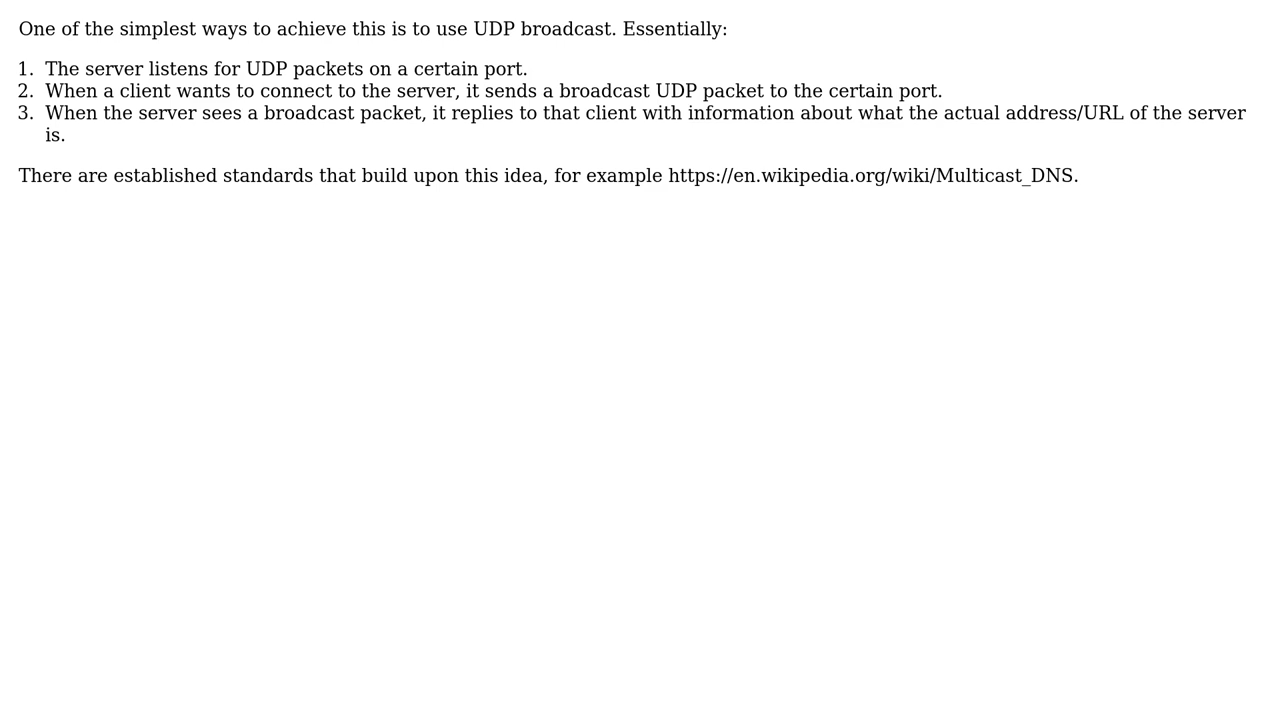 One of the simplest ways to achieve this is to use UDP broadcast. Essentially:
1. The server listens for UDP packets on a certain port.
2. When a client wants to connect to the server, it sends a broadcast UDP packet to the certain port.
3. When the server sees a broadcast packet, it replies to that client with information about what the actual address/URL of the server
is.
There are established standards that build upon this idea, for example https://en.wikipedia.org/wiki/Multicast_DNS.